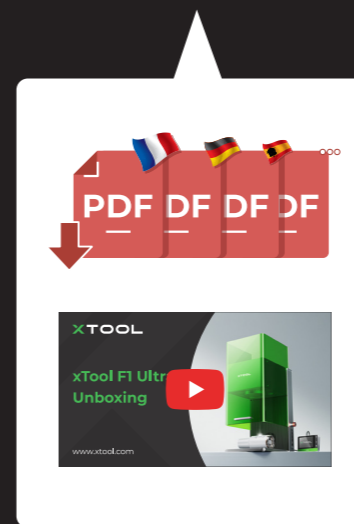 PDF DF DF DF
XTOOL
xTool F1 Ultr
Unboxing
www.xtool.com